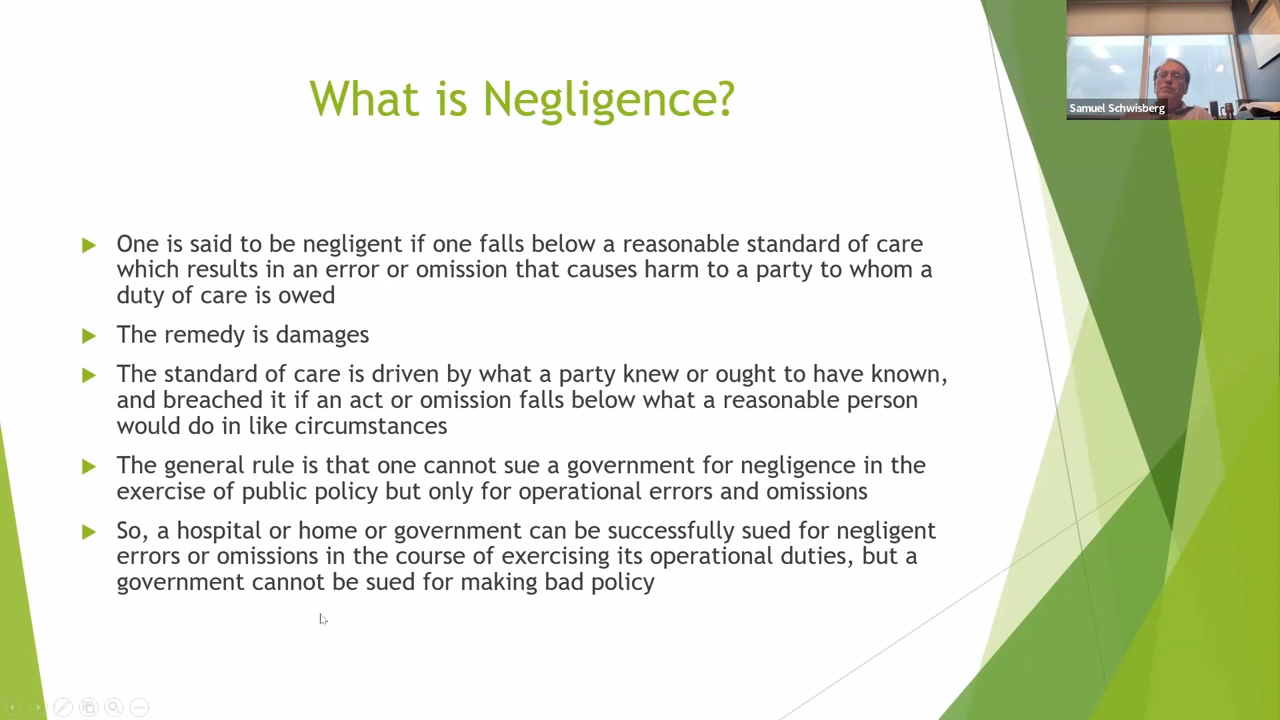 What is Negligence?
Samuel Schwisberg
One is said to be negligent if one falls below a reasonable standard of care
which results in an error or omission that causes harm to a party to whom a
duty of care is owed
The remedy is damages
The standard of care is driven by what a party knew or ought to have known,
and breached it if an act or omission falls below what a reasonable person
would do in like circumstances
The general rule is that one cannot sue a government for negligence in the
exercise of public policy but only for operational errors and omissions
So, a hospital or home or government can be successfully sued for negligent
errors or omissions in the course of exercising its operational duties, but a
government cannot be sued for making bad policy